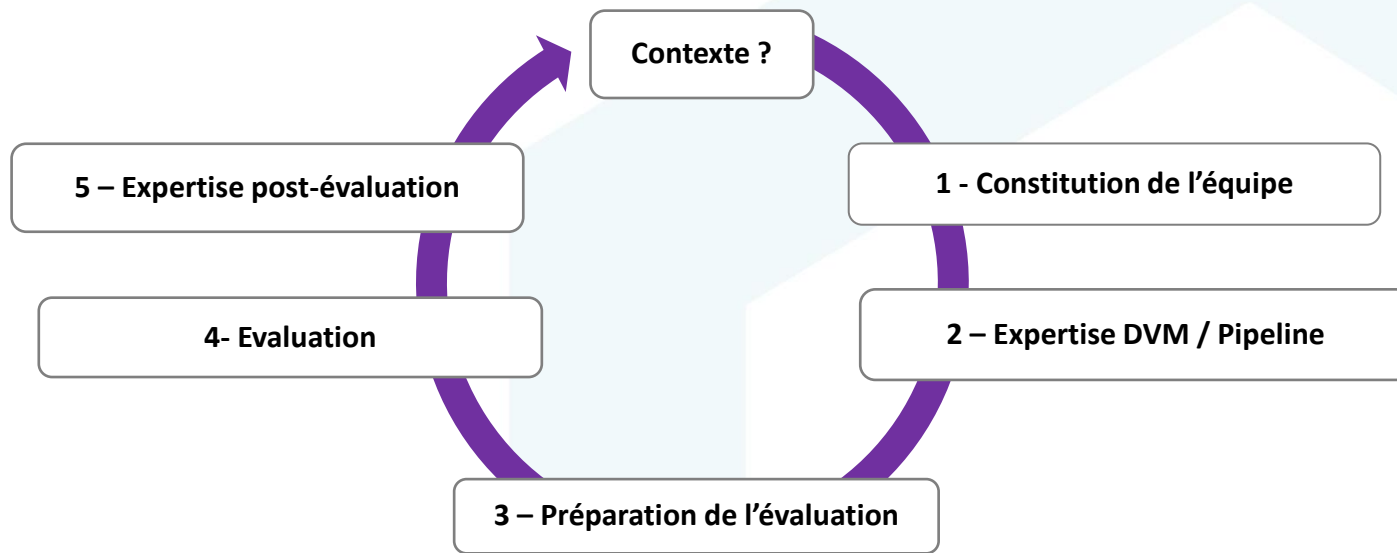 Contexte ?
1 - Constitution de l’équipe
2 – Expertise DVM / Pipeline
3 – Préparation de l’évaluation
4- Evaluation
5 – Expertise post-évaluation